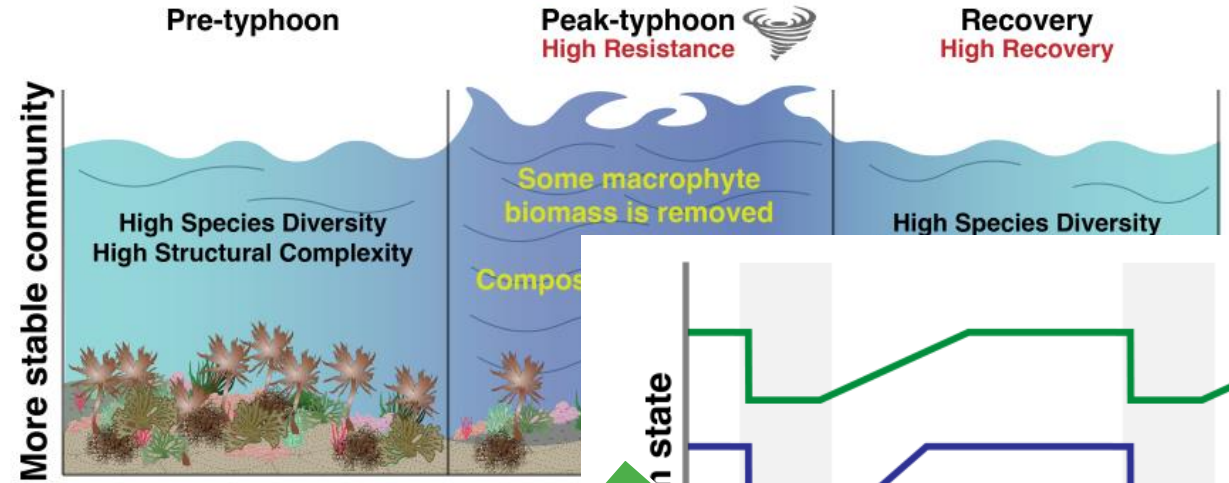 Pre-typhoon
Peak-typhoon
High Resistance
Recovery
High Recovery
More stable community
High Species Diversity
High Structural Complexity
Some macrophyte
biomass is removed
High Species Diversity
state